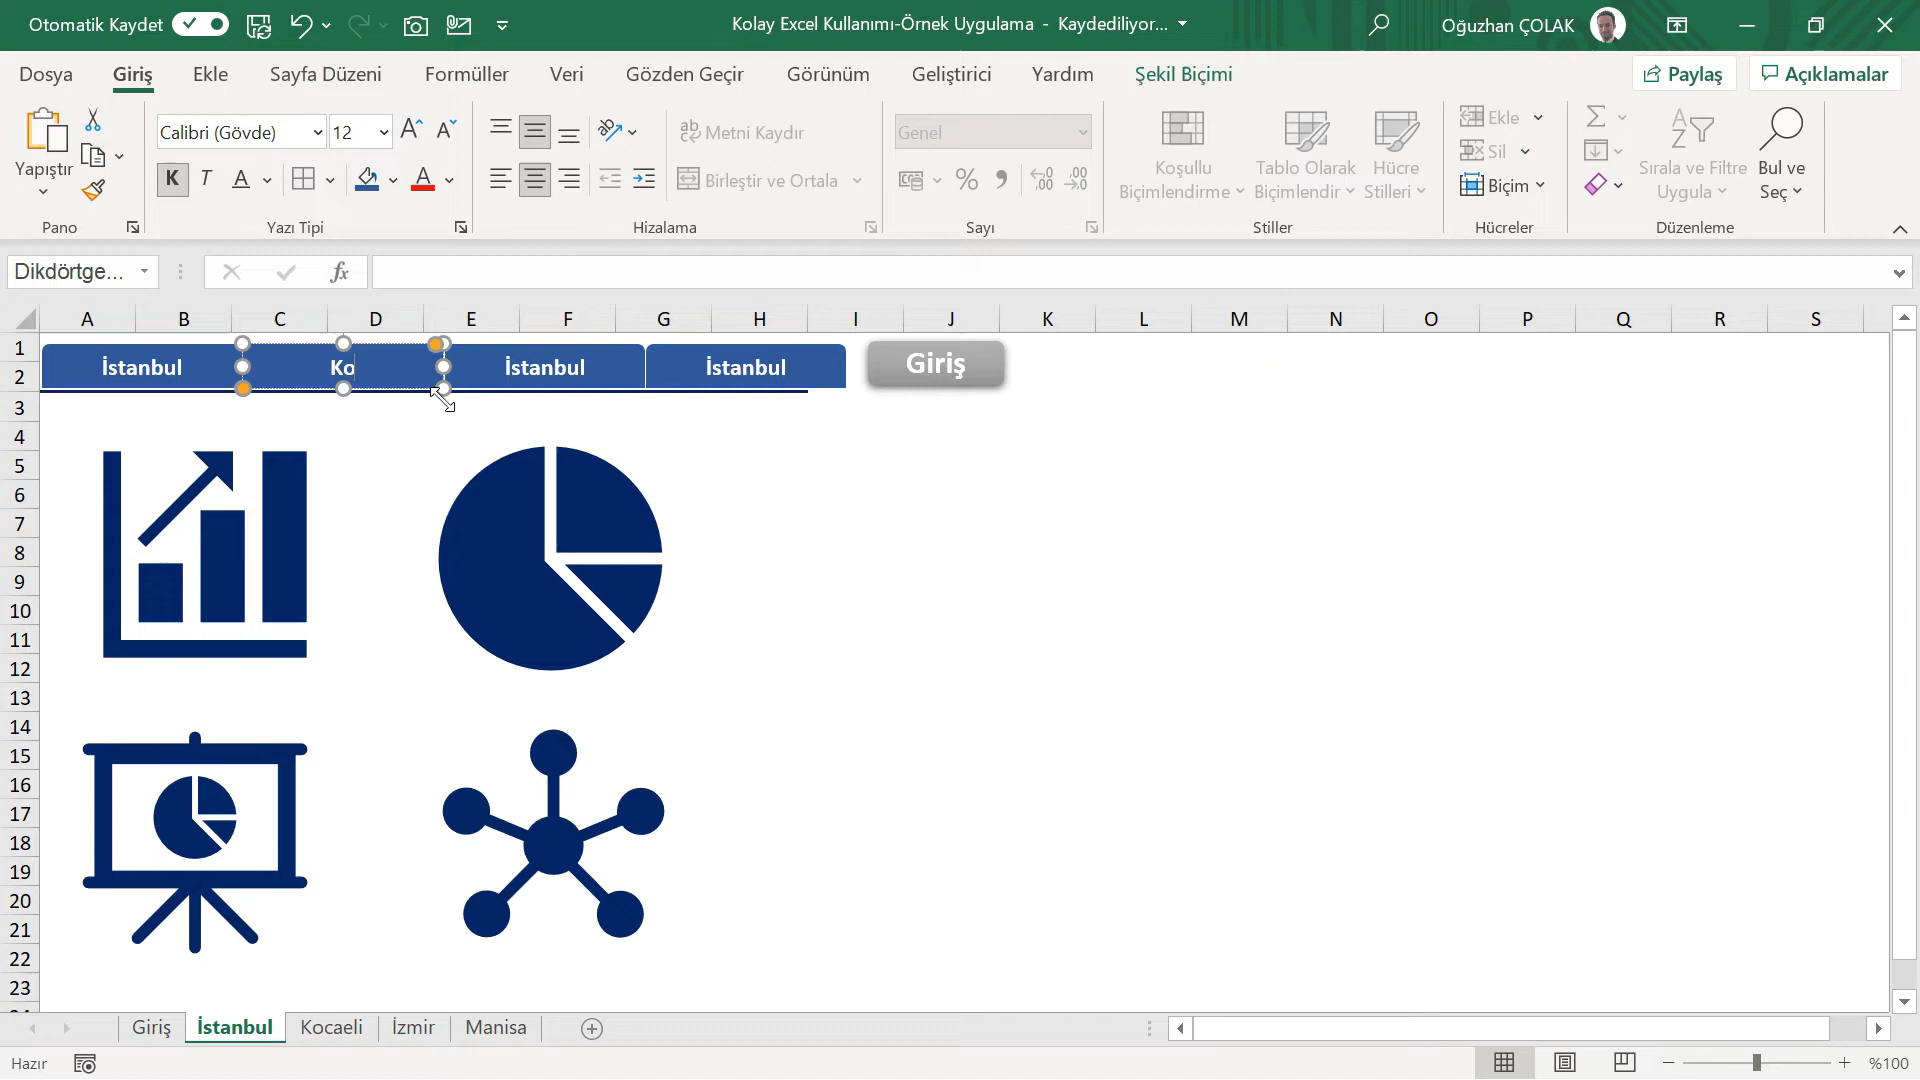 Otomatik Kaydet
Kolay Excel Kullanımı-Örnek Uygulama - Kaydediliyor...
Oğuzhan ÇOLAK
Dosya Giriş Ekle Sayfa Düzeni Formüller Veri Gözden Geçir Görünüm Geliştirici Yardım Şekil Biçimi Paylaş Açıklamalar
Yapıştır
Pano
Calibri (Gövde) 12
K T A A A
Yazı Tipi
ab Metni Kaydır
Birleştir ve Ortala
Hizalama
Genel
% 00
Sayı
Koşullu Biçimlendirme
Tablo Olarak Biçimlendir
Hücre Stilleri
Stiller
Ekle
Sil
Biçim
Hücreler
Sırala ve Filtre Uygula
Bul ve Seç
Düzenleme
Dikdörtge... fx
A B C D E F G H I J K L M N O P Q R S
1
2
İstanbul Ko İstanbul İstanbul Giriş
3
4
5
6
7
8
9
10
11
12
13
14
15
16
17
18
19
20
21
22
23
Giriş İstanbul Kocaeli İzmir Manisa
Hazır
%100